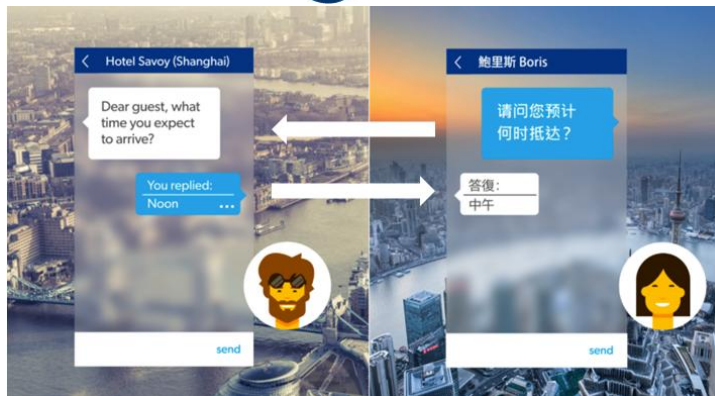 Hotel Savoy (Shanghai)
Dear guest, what
time you expect
to arrive?
You replied:
Noon ...
send
鲍里斯 Boris
请问您预计
何时抵达？
答復：
中午
send